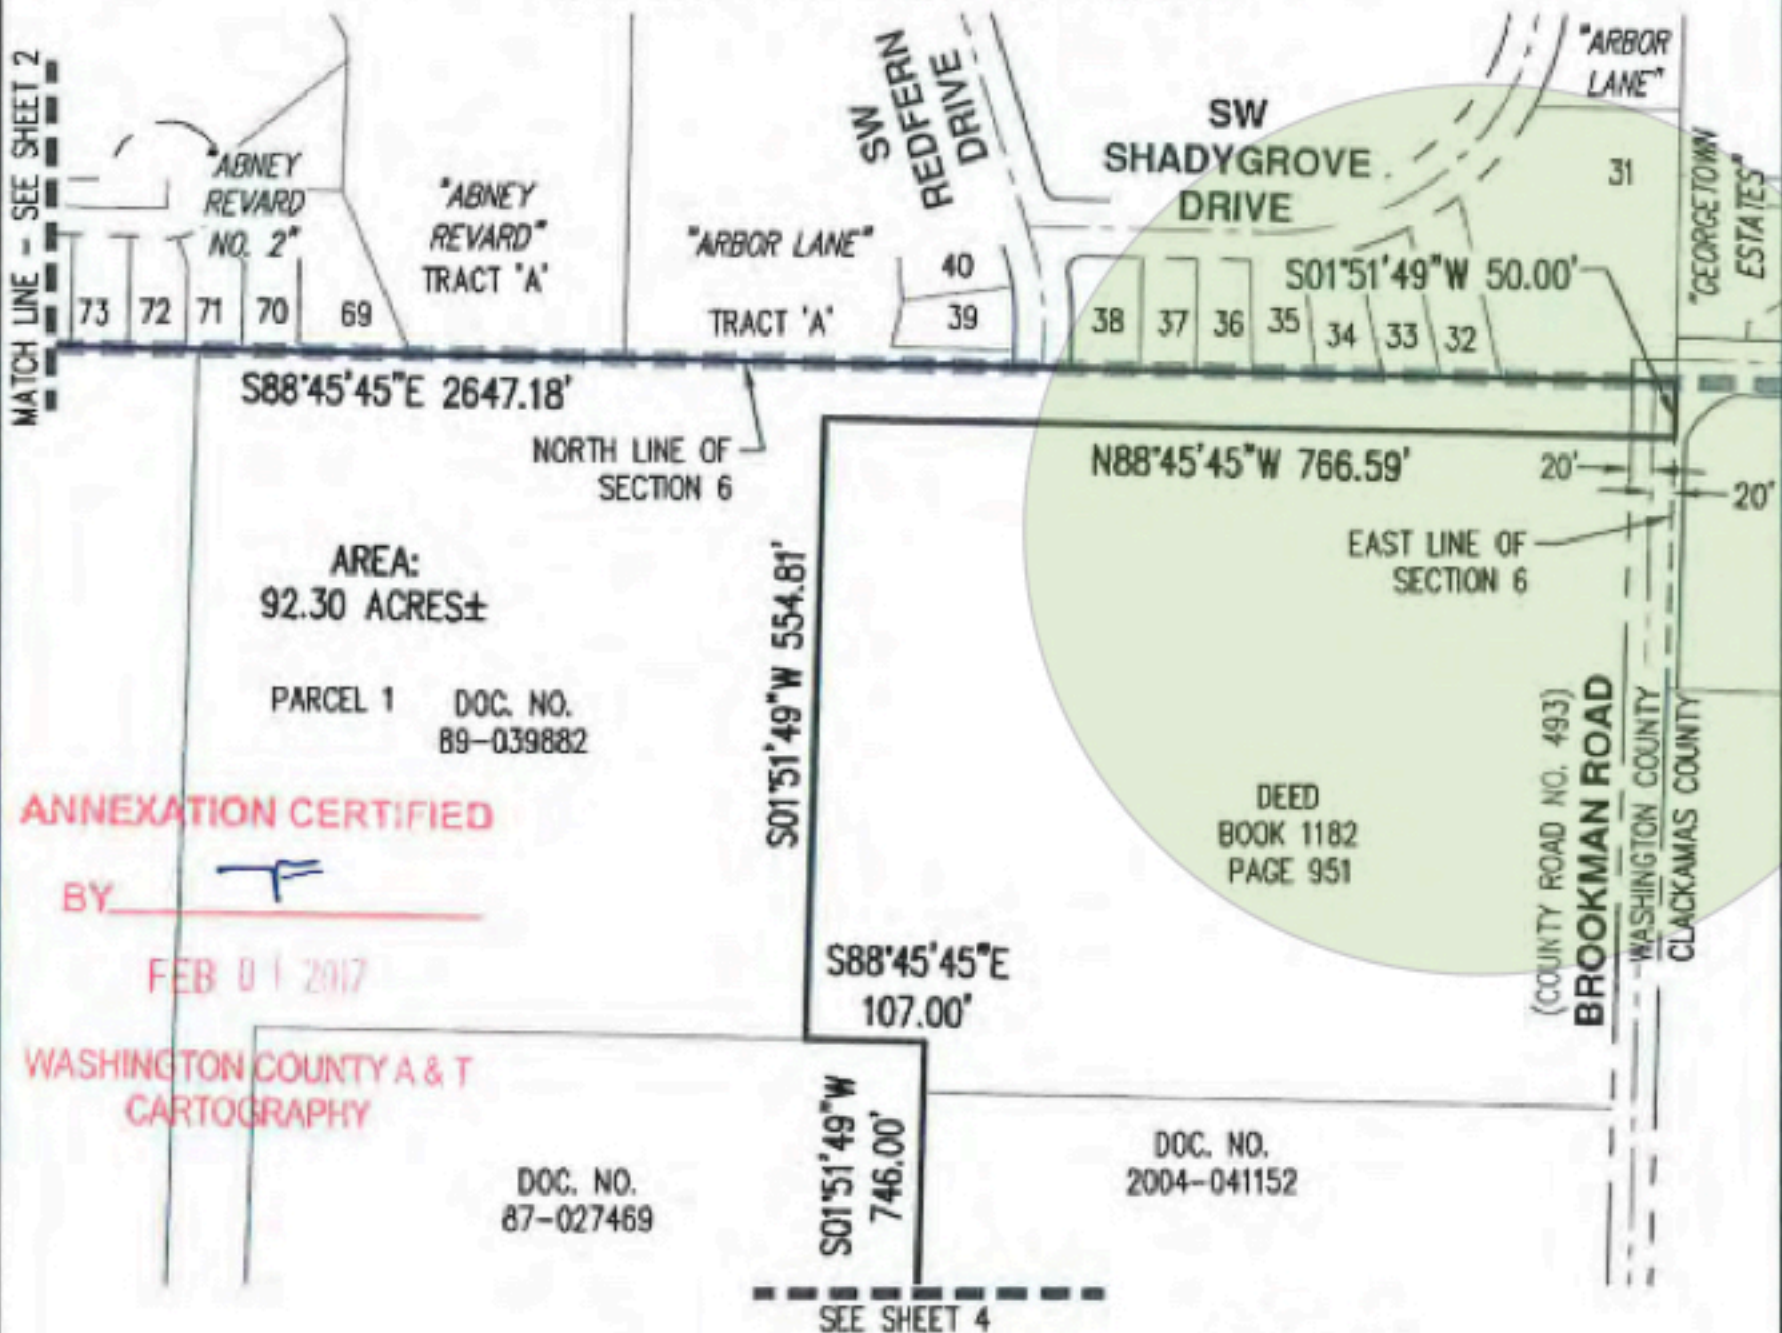 MATCH LINE - SEE SHEET 2
"ABNEY
REVARD
NO. 2"
73
72
71
70
69
"ABNEY
REVARD"
TRACT 'A'
"ARBOR LANE"
TRACT 'A'
SW
REDFERN
DRIVE
40
39
SW
SHADYGROVE
DRIVE
"ARBOR
LANE"
31
"GEORGETOWN
ESTATES"
S01°51'49"W 50.00'
38
37
36
35
34
33
32
S88°45'45"E 2647.18'
NORTH LINE OF
SECTION 6
N88°45'45"W 766.59'
20'
20'
EAST LINE OF
SECTION 6
AREA:
92.30 ACRES±
S01°51'49"W 554.81'
PARCEL 1
DOC. NO.
89-039882
ANNEXATION CERTIFIED
BY
FEB 01 2017
WASHINGTON COUNTY A & T
CARTOGRAPHY
DEED
BOOK 1182
PAGE 951
(COUNTY ROAD NO. 493)
BROOKMAN ROAD
WASHINGTON COUNTY
CLACKAMAS COUNTY
S88°45'45"E
107.00'
S01°51'49"W
746.00'
DOC. NO.
87-027469
DOC. NO.
2004-041152
SEE SHEET 4